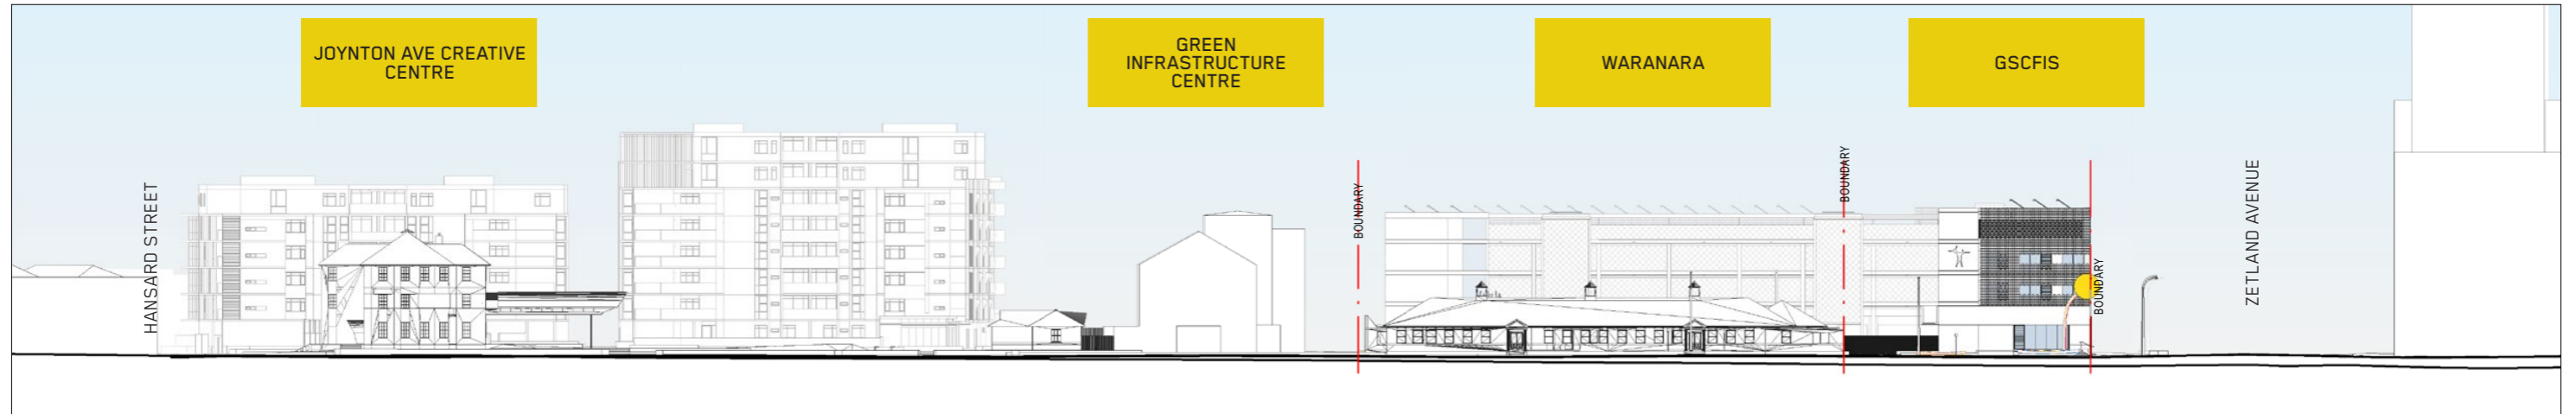 JOYNTON AVE CREATIVE
CENTRE
GREEN
INFRASTRUCTURE
CENTRE
WARANARA
GSCFIS
HANSARD STREET
BOUNDARY
BOUNDARY
BOUNDARY
ZETLAND AVENUE